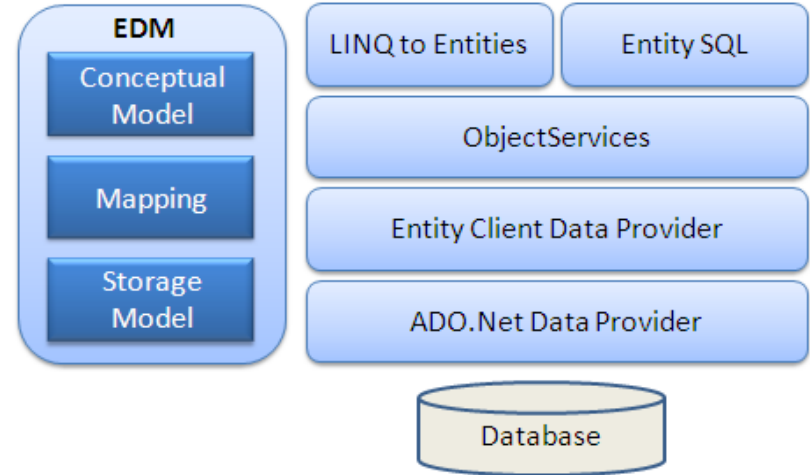 EDM
Conceptual
Model
Mapping
Storage
Model
LINQ to Entities
Entity SQL
ObjectServices
Entity Client Data Provider
ADO.Net Data Provider
Database